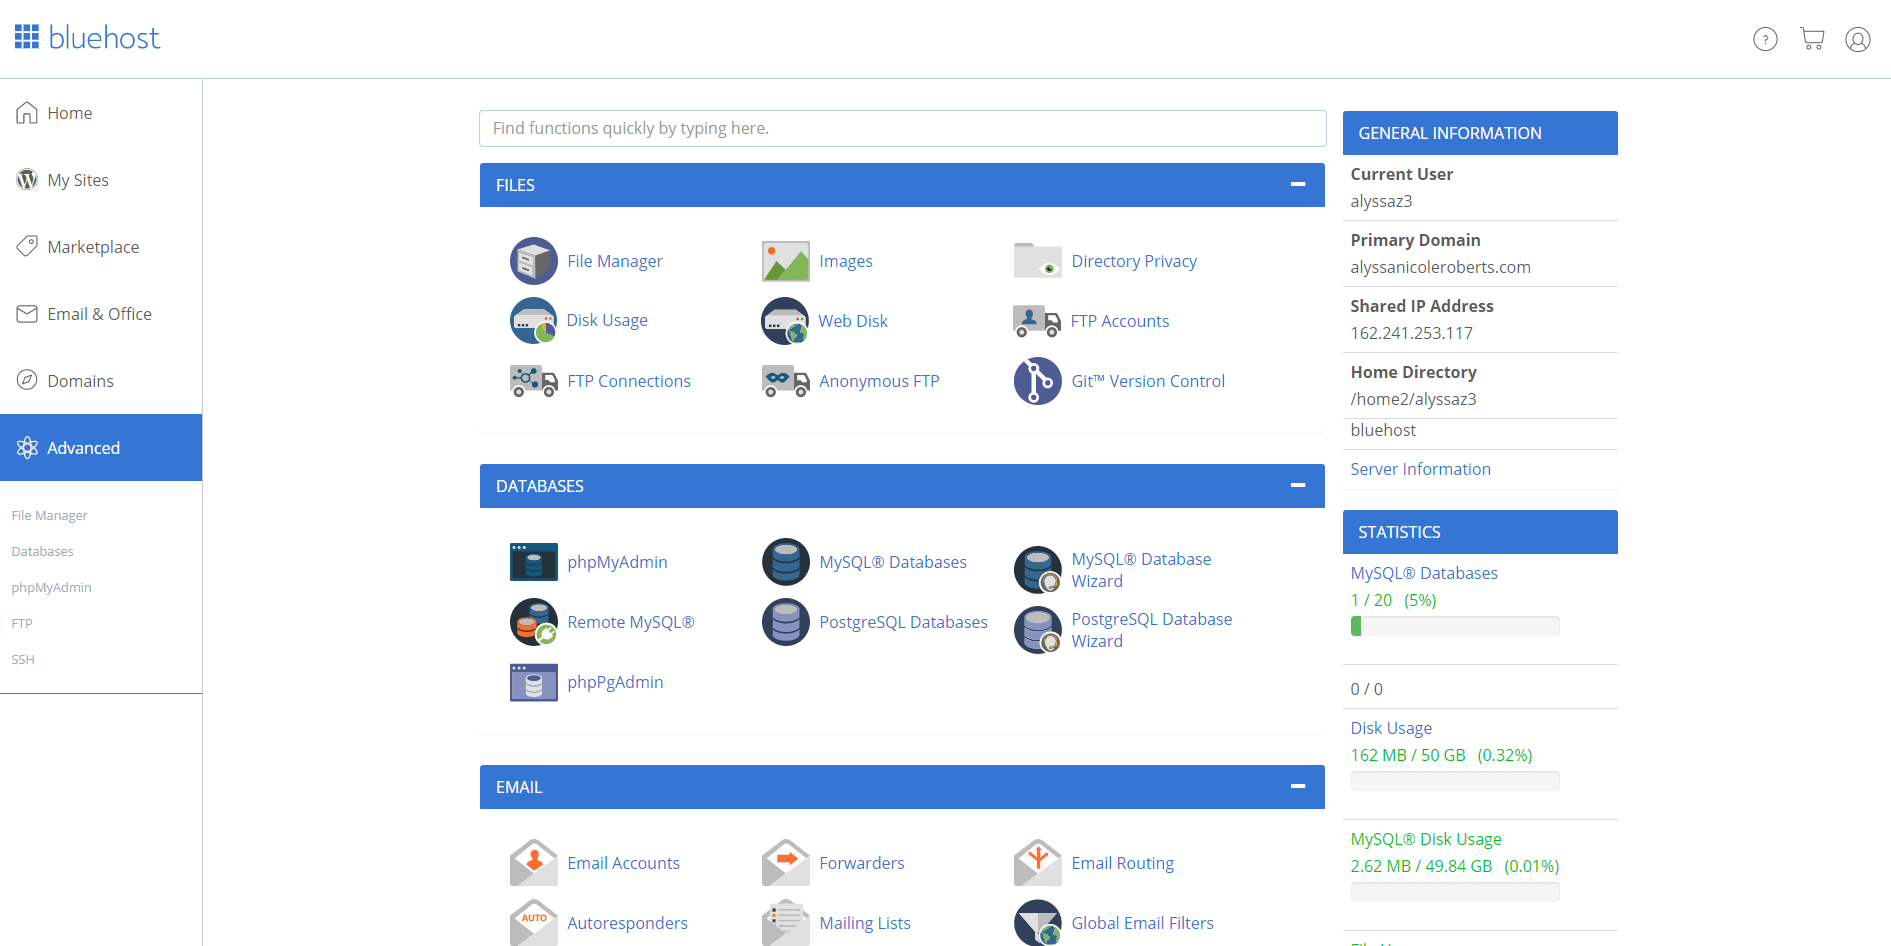 bluehost
?
Home
My Sites
Marketplace
Email & Office
Domains
Advanced
File Manager
Databases
phpMyAdmin
FTP
SSH
Find functions quickly by typing here.
FILES
File Manager
Images
Directory Privacy
Disk Usage
Web Disk
FTP Accounts
FTP Connections
Anonymous FTP
Git™ Version Control
DATABASES
phpMyAdmin
MySQL® Databases
MySQL® Database
Wizard
Remote MySQL®
PostgreSQL Databases
PostgreSQL Database
Wizard
phpPgAdmin
EMAIL
Email Accounts
Forwarders
Email Routing
AUTO
Autoresponders
Mailing Lists
Global Email Filters
GENERAL INFORMATION
Current User
alyssaz3
Primary Domain
alyssanicoleroberts.com
Shared IP Address
162.241.253.117
Home Directory
/home2/alyssaz3
bluehost
Server Information
STATISTICS
MySQL® Databases
1 / 20 (5%)
0 / 0
Disk Usage
162 MB / 50 GB (0.32%)
MySQL® Disk Usage
2.62 MB / 49.84 GB (0.01%)